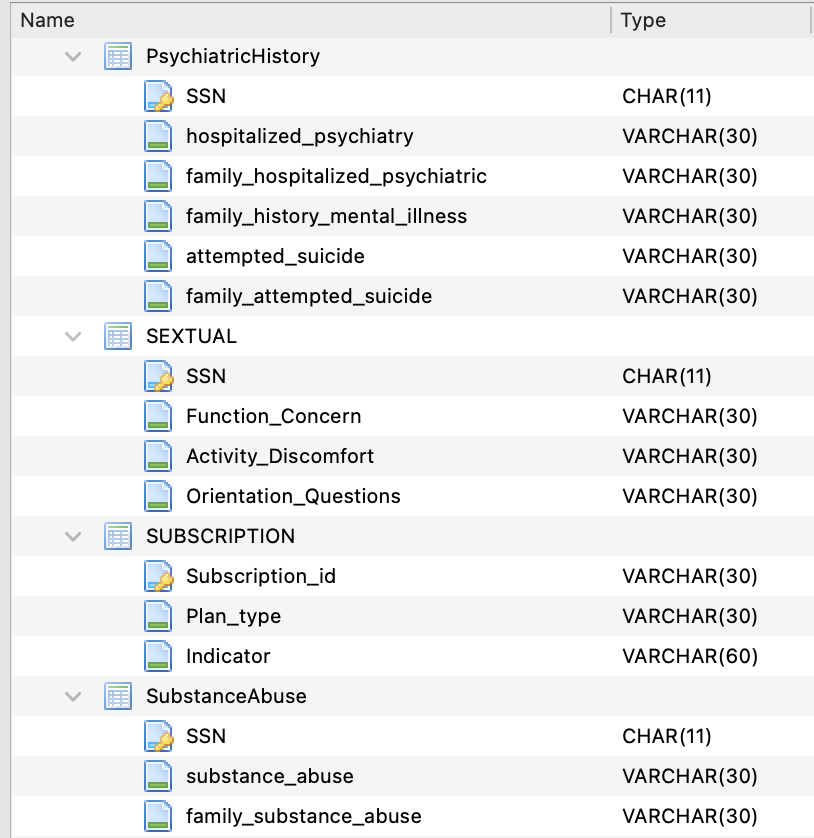 Name Type
PsychiatricHistory
SSN CHAR(11)
hospitalized_psychiatry VARCHAR(30)
family_hospitalized_psychiatric VARCHAR(30)
family_history_mental_illness VARCHAR(30)
attempted_suicide VARCHAR(30)
family_attempted_suicide VARCHAR(30)
SEXTUAL
SSN CHAR(11)
Function_Concern VARCHAR(30)
Activity_Discomfort VARCHAR(30)
Orientation_Questions VARCHAR(30)
SUBSCRIPTION
Subscription_id VARCHAR(30)
Plan_type VARCHAR(30)
Indicator VARCHAR(60)
SubstanceAbuse
SSN CHAR(11)
substance_abuse VARCHAR(30)
family_substance_abuse VARCHAR(30)